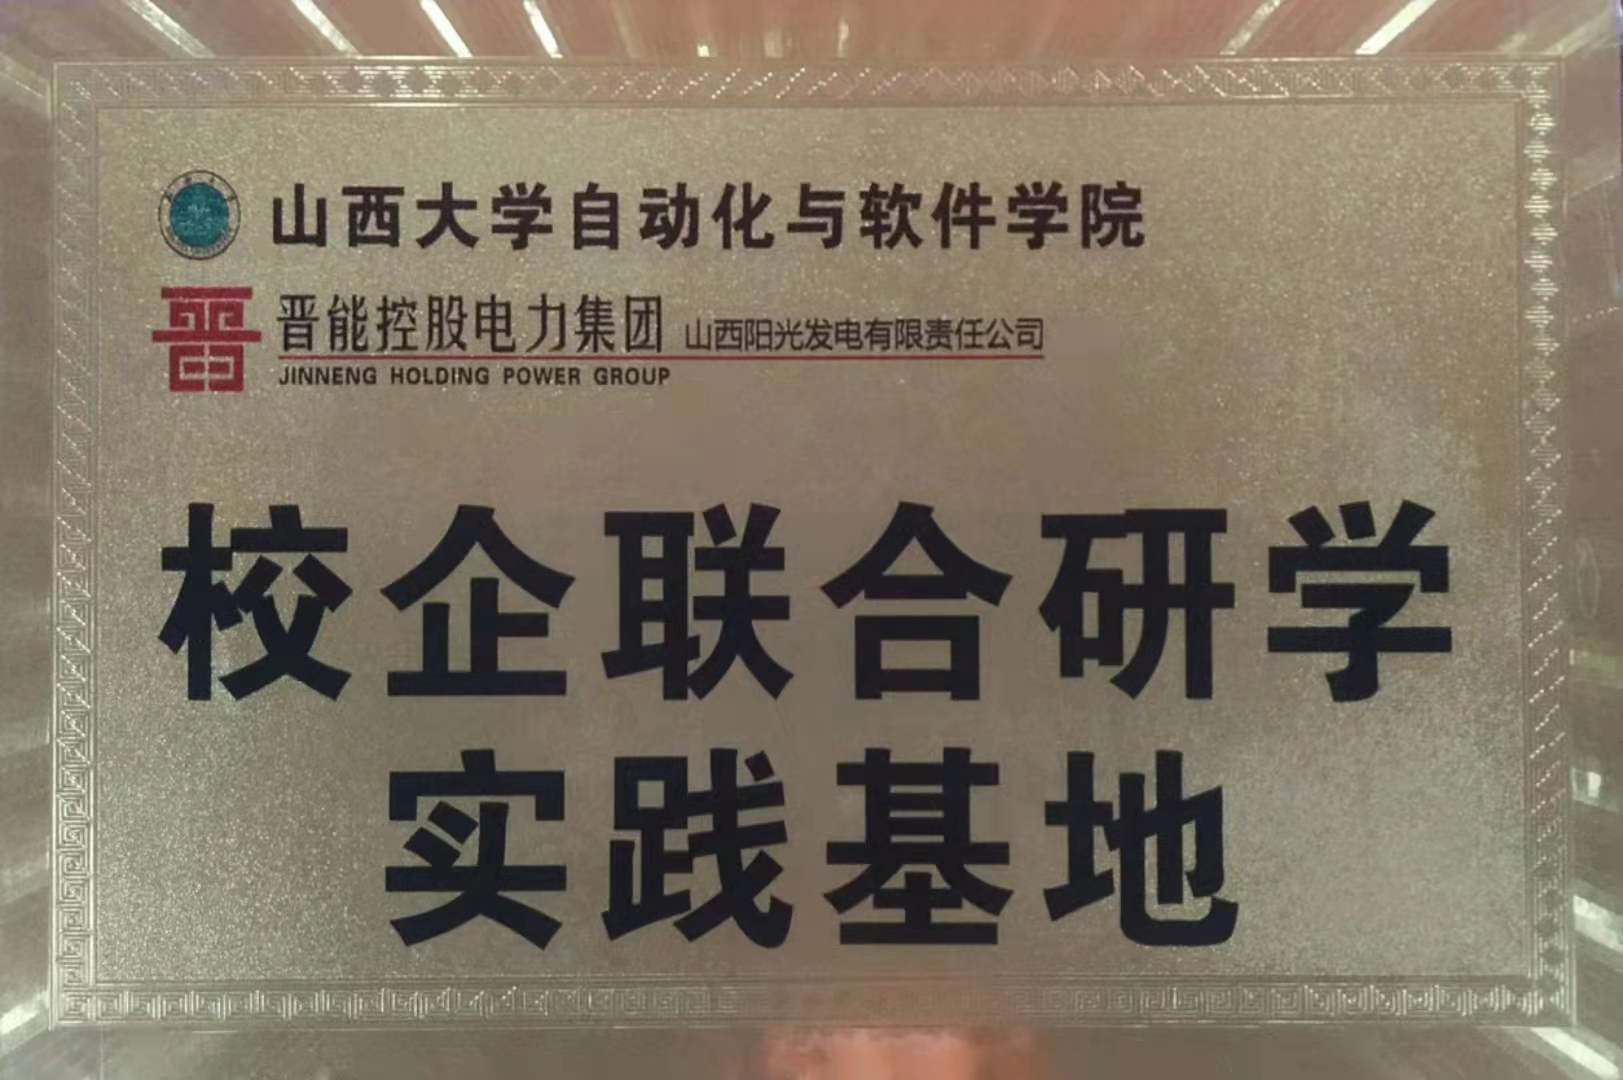 山西大学自动化与软件学院
晋能控股电力集团 山西阳光发电有限责任公司
JINNENG HOLDING POWER GROUP
校企联合研学
实践基地